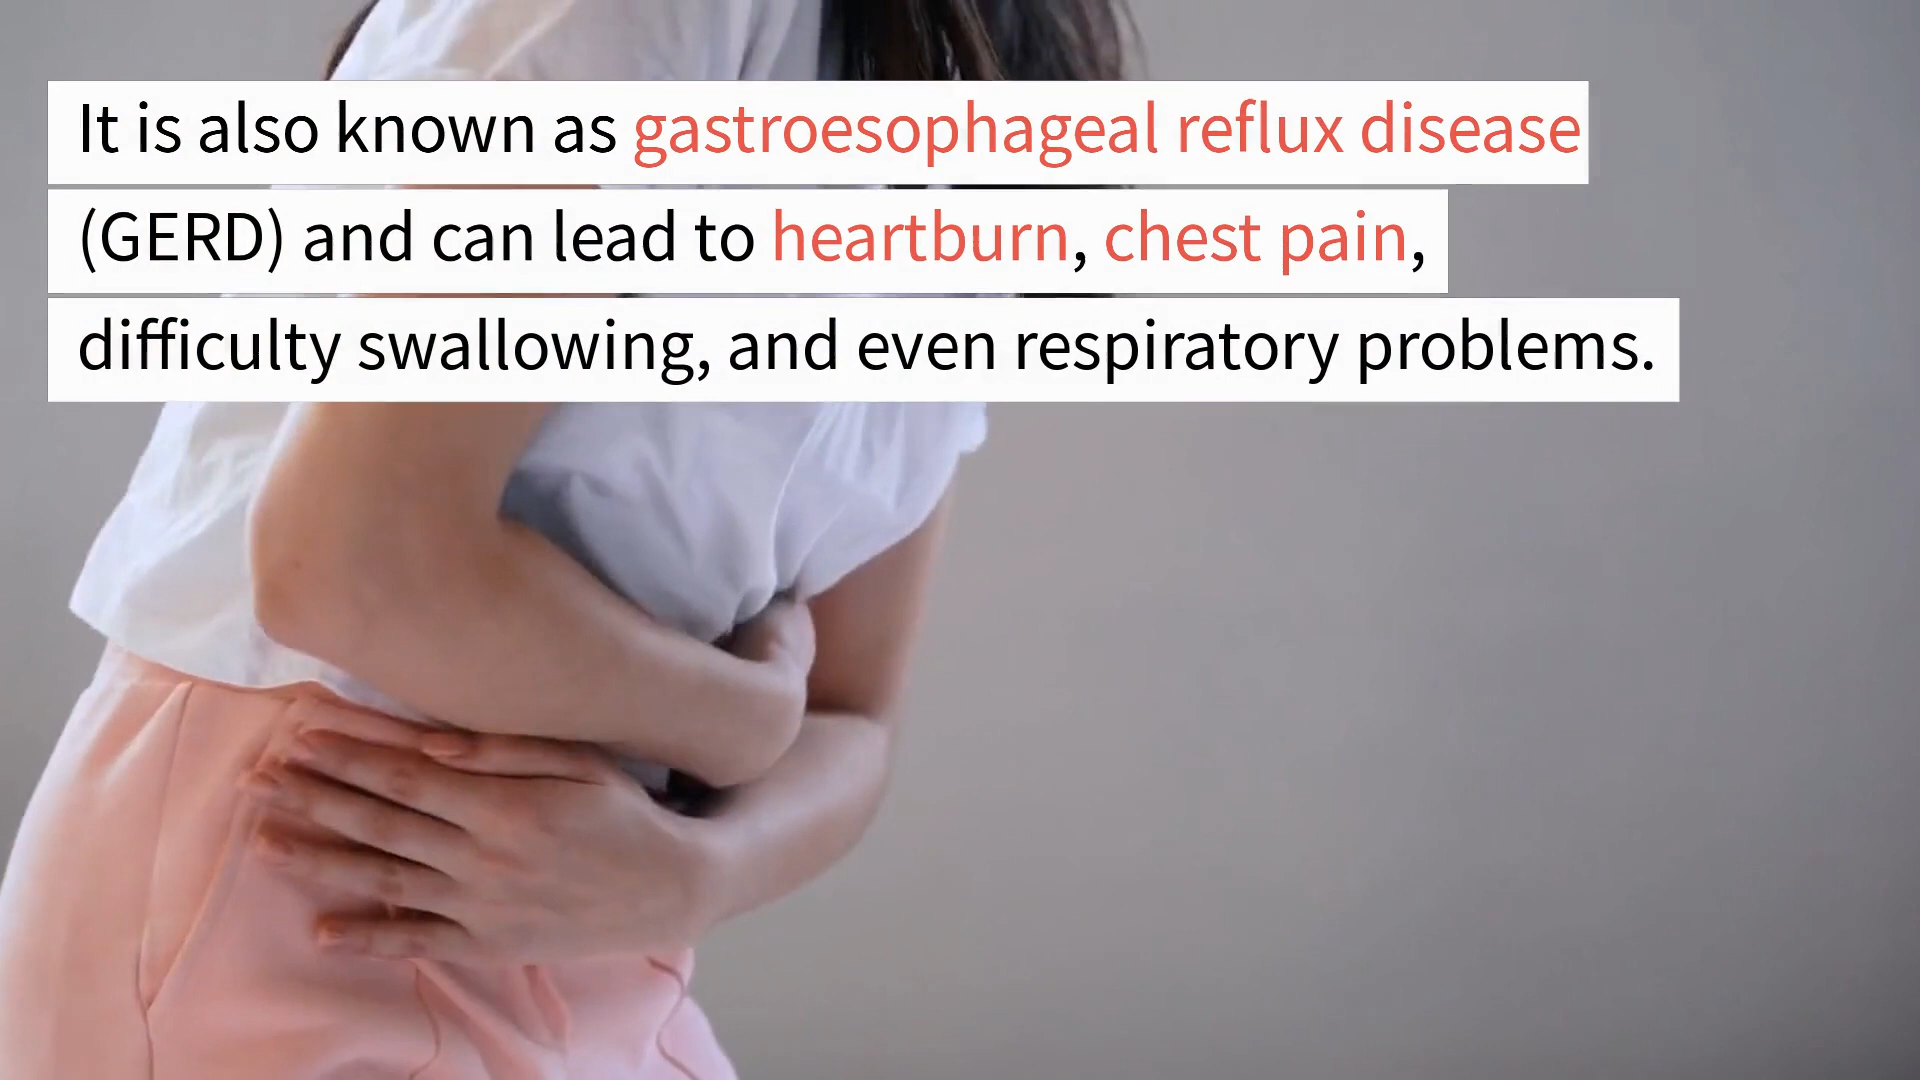 It is also known as gastroesophageal reflux disease
(GERD) and can lead to heartburn, chest pain,
difficulty swallowing, and even respiratory problems.